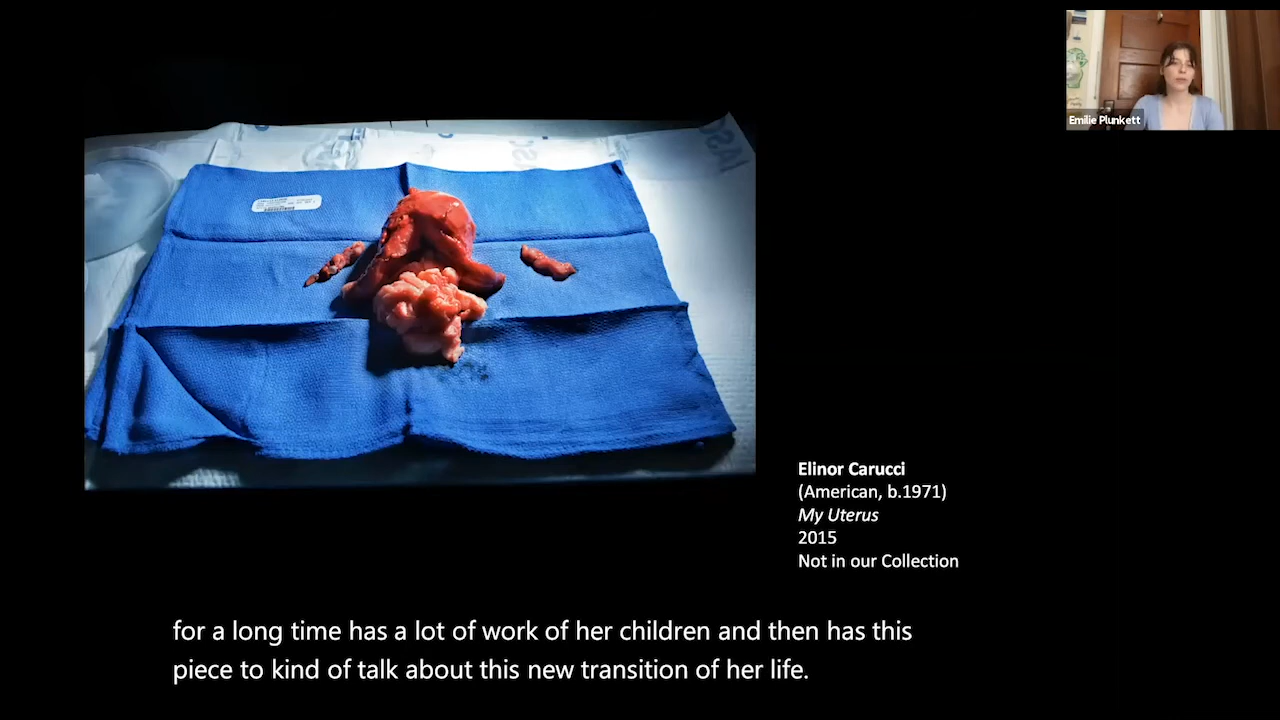 Emilie Plunkett
Elinor Carucci
(American, b.1971)
My Uterus
2015
Not in our Collection
for a long time has a lot of work of her children and then has this
piece to kind of talk about this new transition of her life.